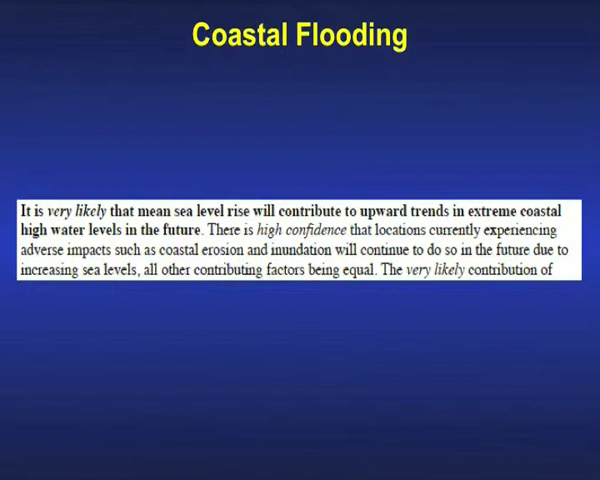 Coastal Flooding
It is very likely that mean sea level rise will contribute to upward trends in extreme coastal
high water levels in the future. There is high confidence that locations currently experiencing
adverse impacts such as coastal erosion and inundation will continue to do so in the future due to
increasing sea levels, all other contributing factors being equal. The very likely contribution of